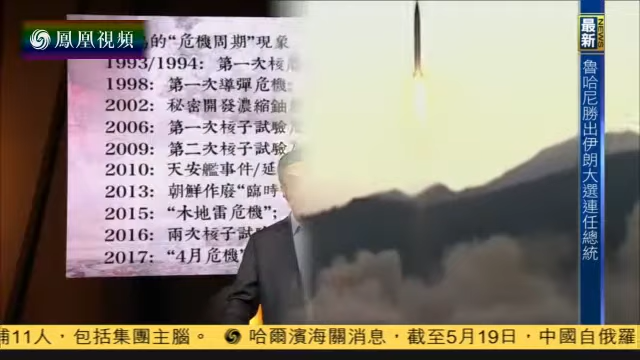 鳳凰視頻
的“危機周期”現象
1993/1994: 第一次核
1998: 第一次導彈危機;
2002: 秘密開發濃縮鈾
2006: 第一次核子試驗
2009: 第二次核子試驗
2010: 天安艦事件/延
2013: 朝鮮作廢“臨時
2015: “木地雷危機”;
2016: 兩次核子試
2017: “4月危機”
NEWS
最新
魯哈尼勝出伊朗大選連任總統
捕11人，包括集團主腦。 哈爾濱海關消息，截至5月19日，中國自俄羅